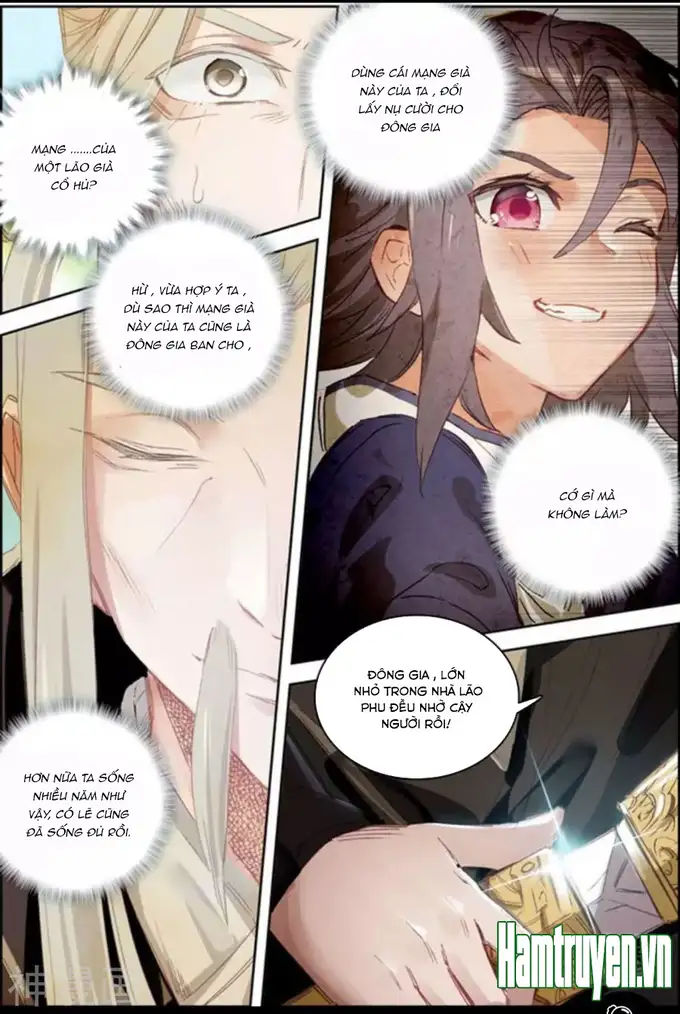 MẠNG .......CỦA
MỘT LÃO GIÀ
CỔ HỦ?
DÙNG CÁI MẠNG GIÀ
NÀY CỦA TA , ĐỔI
LẤY NỤ CƯỜI CHO
ĐÔNG GIA
HỪ , VỪA HỢP Ý TA ,
DÙ SAO THÌ MẠNG GIÀ
NÀY CỦA TA CŨNG LÀ
ĐÔNG GIA BAN CHO ,
CỚ GÌ MÀ
KHÔNG LÀM?
HƠN NỮA TA SỐNG
NHIỀU NĂM NHƯ
VẬY, CÓ LẼ CŨNG
ĐÃ SỐNG ĐỦ RỒI.
ĐÔNG GIA , LỚN
NHỎ TRONG NHÀ LÃO
PHU ĐỀU NHỜ CẬY
NGƯỜI RỒI!
Hamtruyen.vn
神漫国